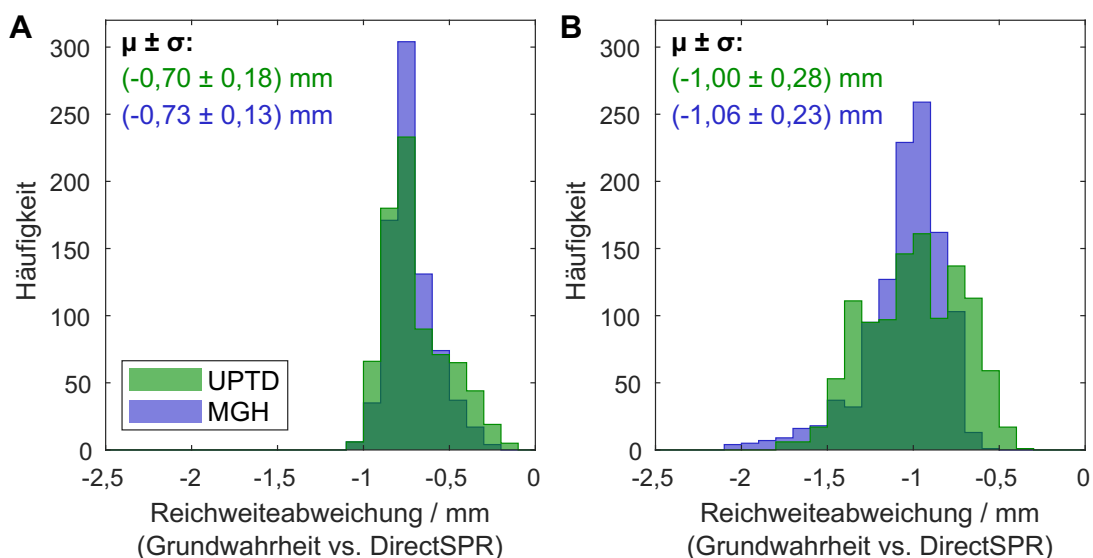 A
µ ± σ:
(-0,70 ± 0,18) mm
(-0,73 ± 0,13) mm
300
250
200
150
100
50
0
Häufigkeit
UPTD
MGH
-2,5
-2
-1,5
-1
-0,5
0
Reichweiteabweichung / mm
(Grundwahrheit vs. DirectSPR)
B
µ ± σ:
(-1,00 ± 0,28) mm
(-1,06 ± 0,23) mm
300
250
200
150
100
50
0
Häufigkeit
-2,5
-2
-1,5
-1
-0,5
0
Reichweiteabweichung / mm
(Grundwahrheit vs. DirectSPR)